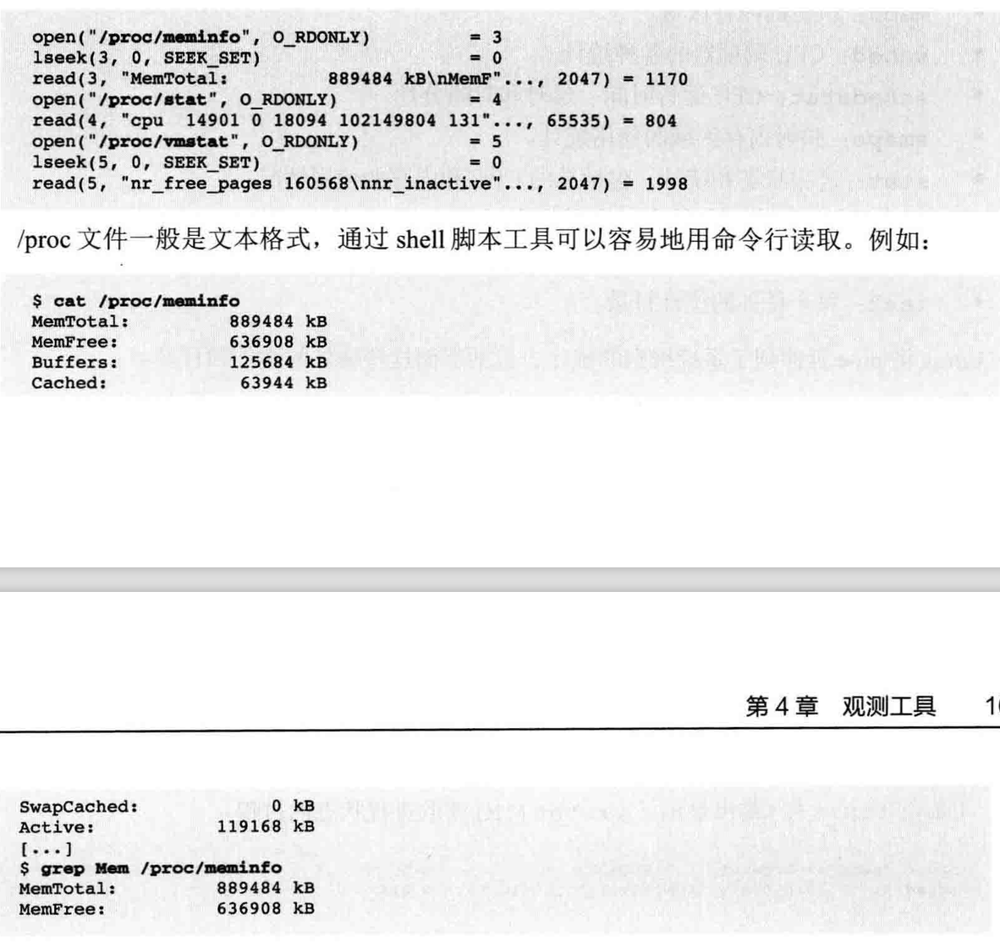 open("/proc/meminfo", O_RDONLY)         = 3
lseek(3, 0, SEEK_SET)                   = 0
read(3, "MemTotal:         889484 kB\nMemF"..., 2047) = 1170
open("/proc/stat", O_RDONLY)            = 4
read(4, "cpu  14901 0 18094 102149804 131"..., 65535) = 804
open("/proc/vmstat", O_RDONLY)          = 5
lseek(5, 0, SEEK_SET)                   = 0
read(5, "nr_free_pages 160568\nnr_inactive"..., 2047) = 1998
/proc 文件一般是文本格式，通过 shell 脚本工具可以容易地用命令行读取。例如：
$ cat /proc/meminfo
MemTotal:         889484 kB
MemFree:          636908 kB
Buffers:          125684 kB
Cached:            63944 kB
第 4 章 观测工具
SwapCached:            0 kB
Active:           119168 kB
[...]
$ grep Mem /proc/meminfo
MemTotal:         889484 kB
MemFree:          636908 kB